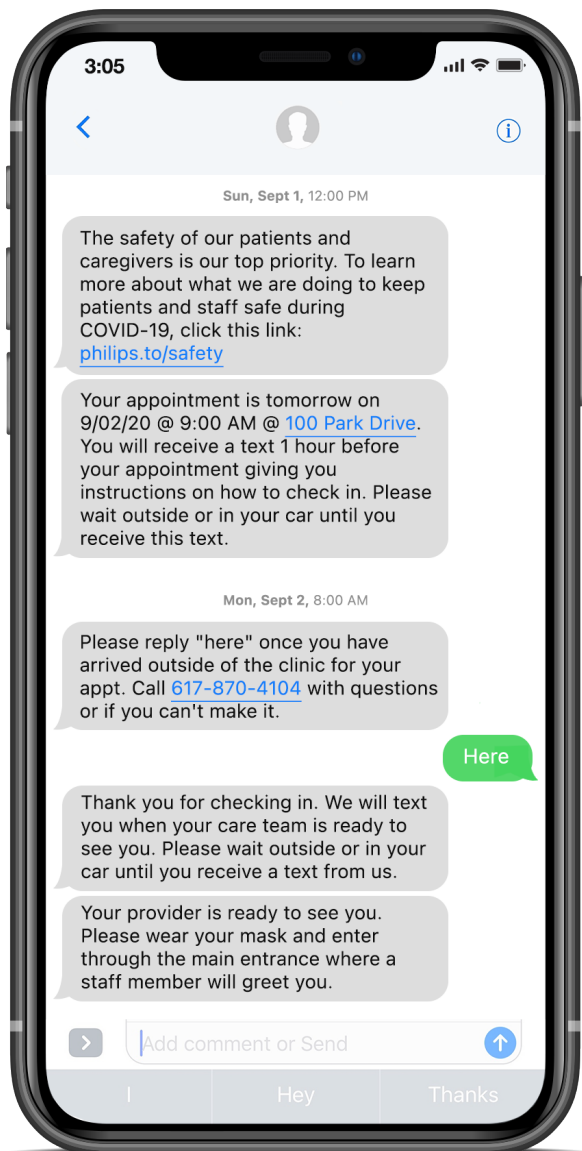 3:05
Sun, Sept 1, 12:00 PM
The safety of our patients and
caregivers is our top priority. To learn
more about what we are doing to keep
patients and staff safe during
COVID-19, click this link:
philips.to/safety
Your appointment is tomorrow on
9/02/20 @ 9:00 AM @ 100 Park Drive.
You will receive a text 1 hour before
your appointment giving you
instructions on how to check in. Please
wait outside or in your car until you
receive this text.
Mon, Sept 2, 8:00 AM
Please reply "here" once you have
arrived outside of the clinic for your
appt. Call 617-870-4104 with questions
or if you can't make it.
Here
Thank you for checking in. We will text
you when your care team is ready to
see you. Please wait outside or in your
car until you receive a text from us.
Your provider is ready to see you.
Please wear your mask and enter
through the main entrance where a
staff member will greet you.
Add comment or Send
I Hey Thanks